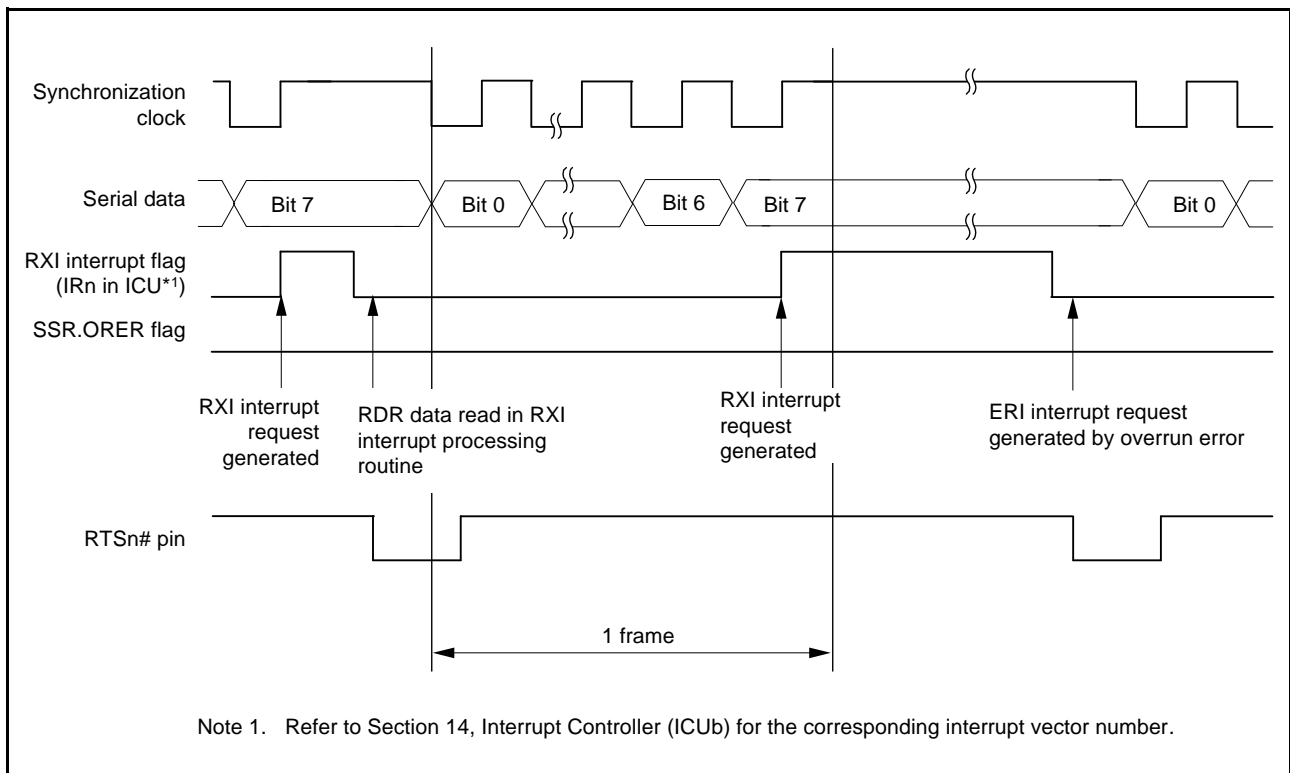 Synchronization
clock
Serial data
Bit 7
Bit 0
Bit 6
Bit 7
Bit 0
RXI interrupt flag
(IRn in ICU*1)
SSR.ORER flag
RXI interrupt
request
generated
RDR data read in RXI
interrupt processing
routine
RXI interrupt
request
generated
ERI interrupt request
generated by overrun error
RTSn# pin
1 frame
Note 1. Refer to Section 14, Interrupt Controller (ICUb) for the corresponding interrupt vector number.